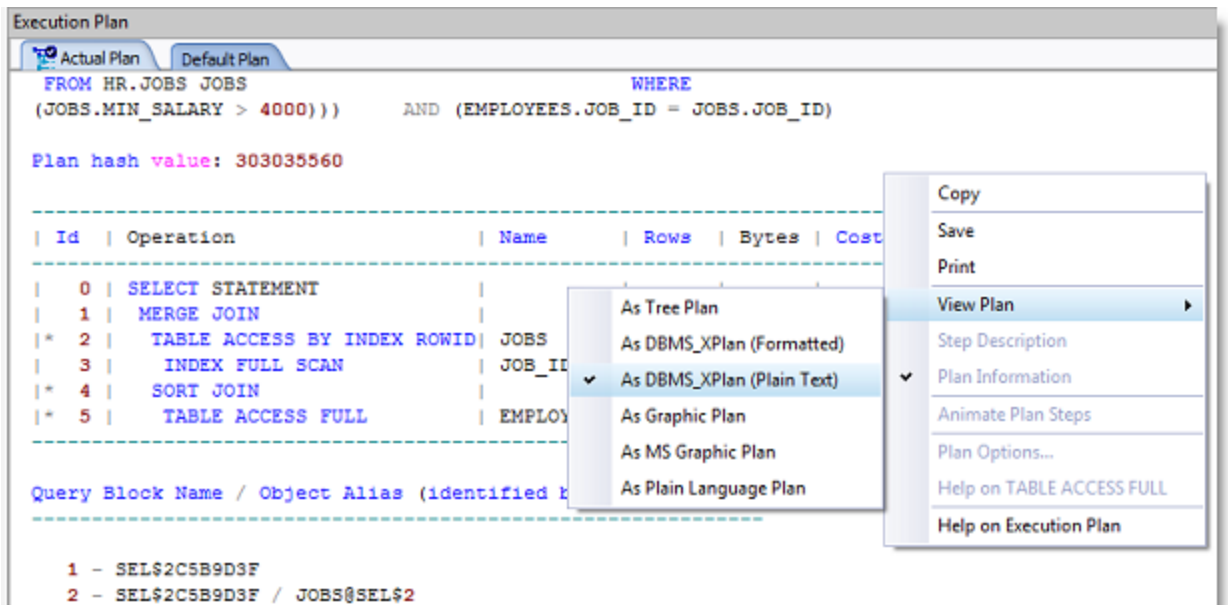 Execution Plan
Actual Plan Default Plan
FROM HR.JOBS JOBS WHERE
(JOBS.MIN_SALARY > 4000))) AND (EMPLOYEES.JOB_ID = JOBS.JOB_ID)
Plan hash value: 303035560
---------------------------------------------------------------------
| Id | Operation | Name | Rows | Bytes | Cost
---------------------------------------------------------------------
| 0 | SELECT STATEMENT |
| 1 | MERGE JOIN |
|* 2 | TABLE ACCESS BY INDEX ROWID| JOBS
| 3 | INDEX FULL SCAN | JOB_ID
|* 4 | SORT JOIN |
|* 5 | TABLE ACCESS FULL | EMPLOY
---------------------------------------------------------------------
Query Block Name / Object Alias (identified b
---------------------------------------------------------------------
1 - SEL$2C5B9D3F
2 - SEL$2C5B9D3F / JOBS@SEL$2
As Tree Plan
As DBMS_XPlan (Formatted)
As DBMS_XPlan (Plain Text)
As Graphic Plan
As MS Graphic Plan
As Plain Language Plan
Copy
Save
Print
View Plan
Step Description
Plan Information
Animate Plan Steps
Plan Options...
Help on TABLE ACCESS FULL
Help on Execution Plan